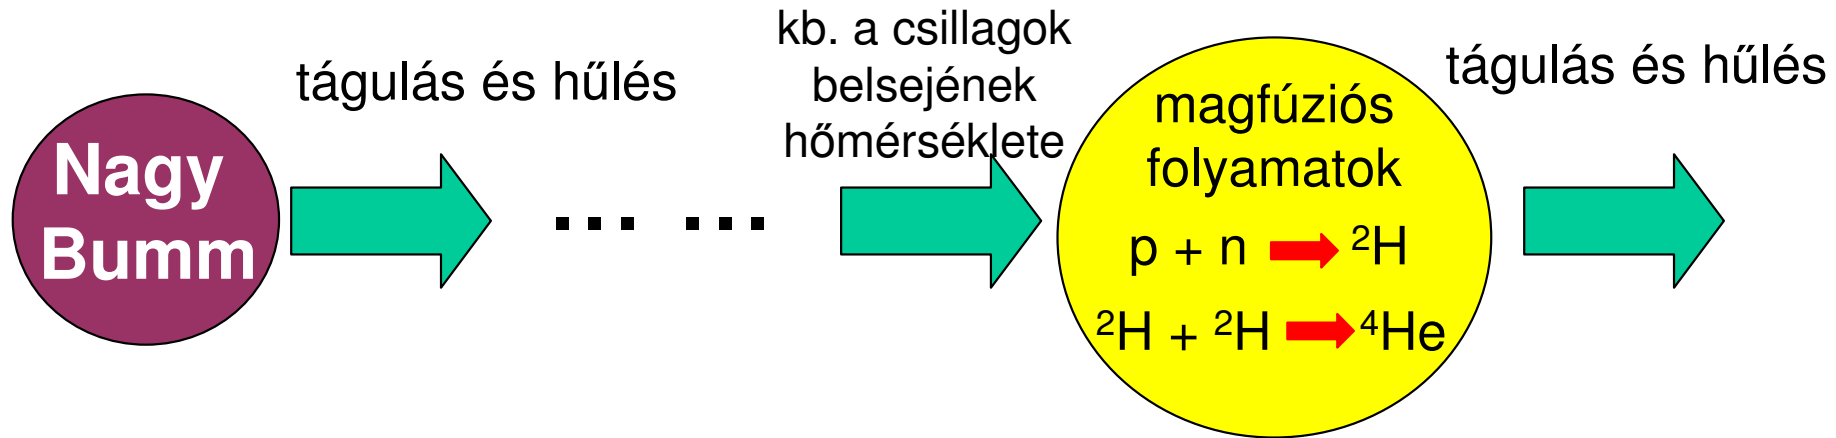 Nagy
Bumm
tágulás és hűlés
... ...
kb. a csillagok
belsejének
hőmérséklete
magfúziós
folyamatok
p + n ➡ ²H
²H + ²H ➡ ⁴He
tágulás és hűlés